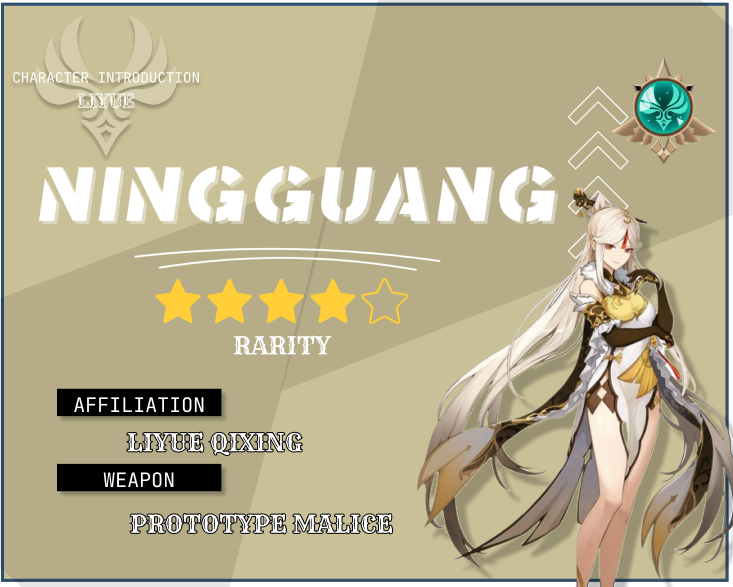 CHARACTER INTRODUCTION
LIYUE
NINGGUANG
RARITY
AFFILIATION
LIYUE QIXING
WEAPON
PROTOTYPE MALICE